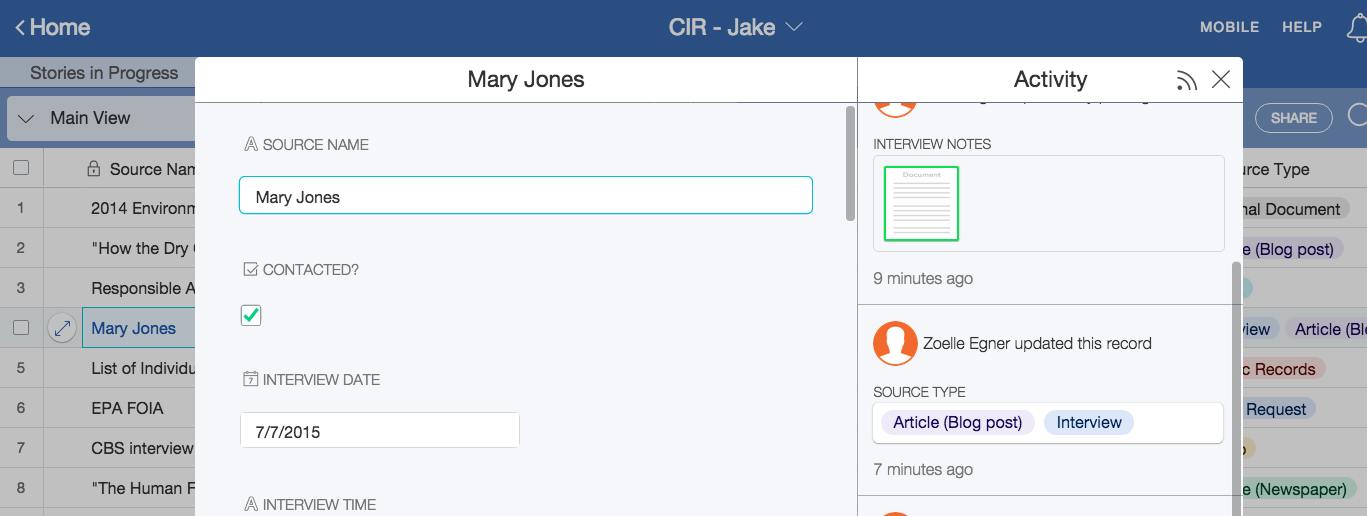 Home
CIR - Jake
MOBILE
HELP
Stories in Progress
Main View
SHARE
Source Nam
1
2014 Environm
2
"How the Dry
3
Responsible A
Mary Jones
5
List of Individu
6
EPA FOIA
7
CBS interview
8
"The Human F
Mary Jones
SOURCE NAME
Mary Jones
CONTACTED?
INTERVIEW DATE
7
7/7/2015
INTERVIEW TIME
Activity
INTERVIEW NOTES
Document
9 minutes ago
Zoelle Egner updated this record
SOURCE TYPE
Article (Blog post) Interview
7 minutes ago
urce Type
nal Document
e (Blog post)
view Article (Bl
c Records
Request
e (Newspaper)